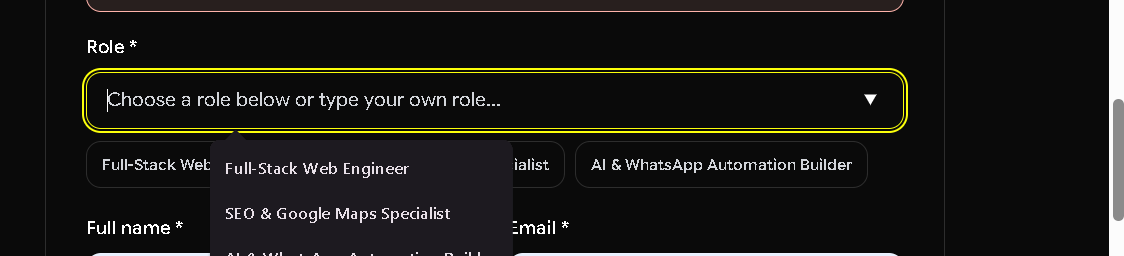 Role *
Choose a role below or type your own role...
Full-Stack Web
ialist
AI & WhatsApp Automation Builder
Full-Stack Web Engineer
SEO & Google Maps Specialist
Full name *
Email *